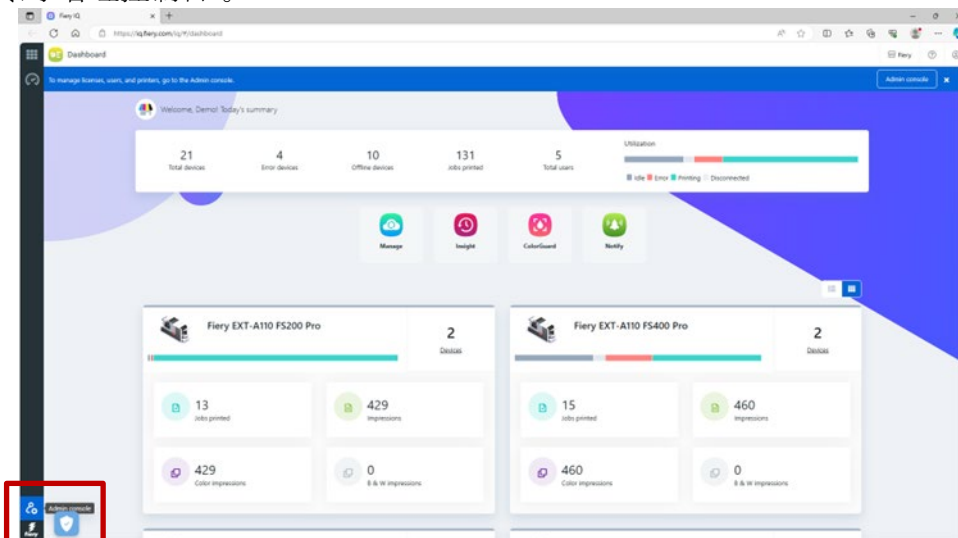 Fiery IQ
https://iq.fiery.com/iq/#/dashboard
Dashboard
Fiery
To manage licenses, users, and printers, go to the Admin console.
Admin console
Welcome, Demo! Today's summary
21
Total devices
4
Error devices
10
Offline devices
131
Jobs printed
5
Total users
Utilization
Idle Error Printing Disconnected
Manage
Insight
ColorGuard
Notify
Fiery EXT-A110 FS200 Pro
2
Devices
13
Jobs printed
429
Impressions
429
Color impressions
0
B & W impressions
Fiery EXT-A110 FS400 Pro
2
Devices
15
Jobs printed
460
Impressions
460
Color impressions
0
B & W impressions
Admin console
Fiery